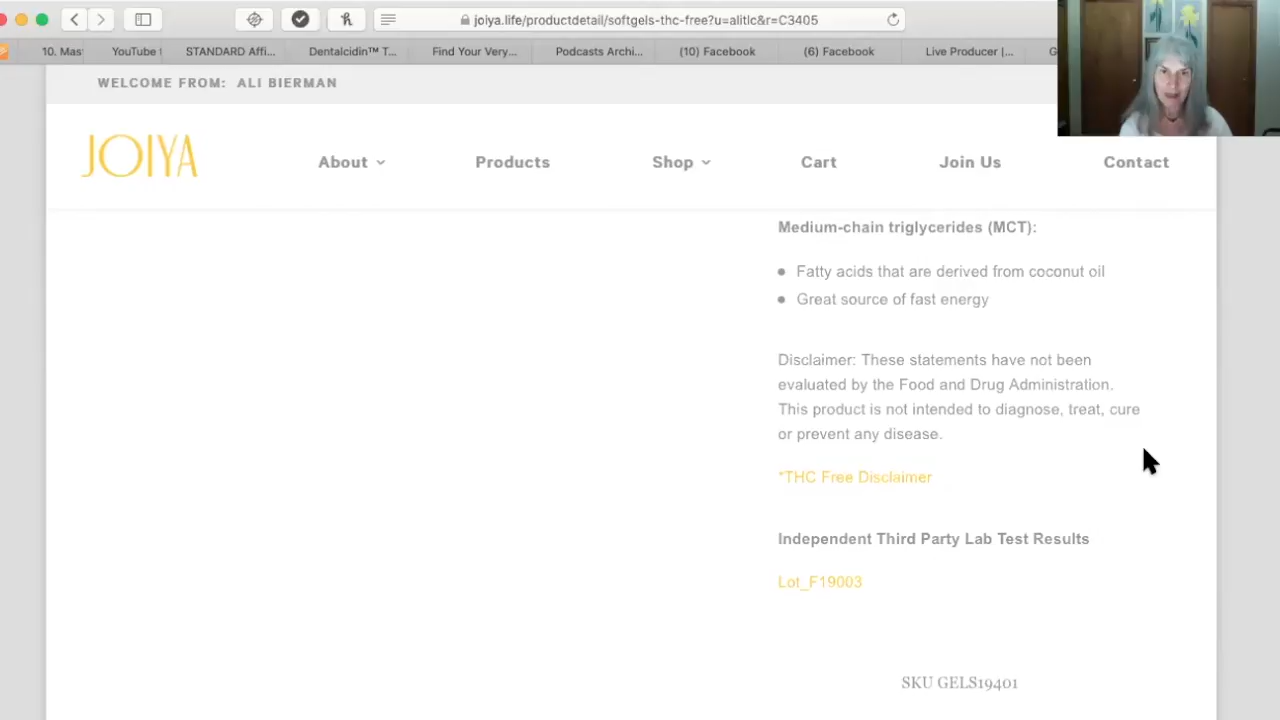 joiya.life/productdetail/softgels-thc-free?u=alitlc&r=C3405
10. Mas YouTube STANDARD Affi... Dentalcidin™ T... Find Your Very... Podcasts Archi... (10) Facebook (6) Facebook Live Producer |... G
WELCOME FROM: ALI BIERMAN
JOIYA
About Products Shop Cart Join Us Contact
Medium-chain triglycerides (MCT):
Fatty acids that are derived from coconut oil
Great source of fast energy
Disclaimer: These statements have not been
evaluated by the Food and Drug Administration.
This product is not intended to diagnose, treat, cure
or prevent any disease.
*THC Free Disclaimer
Independent Third Party Lab Test Results
Lot_F19003
SKU GELS19401